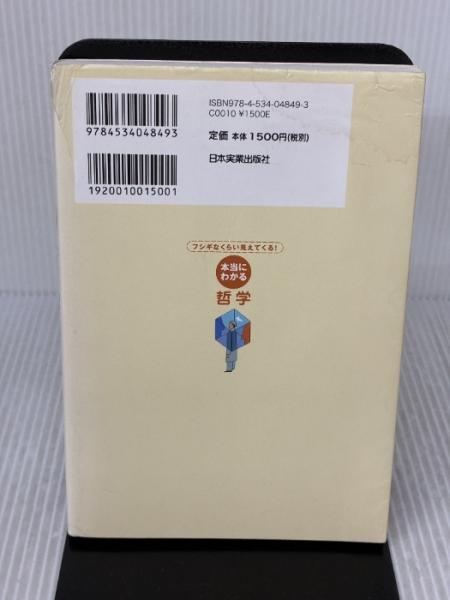 ISBN978-4-534-04849-3
C0010 ¥1500E
9784534048493
定価 本体1500円(税別)
日本実業出版社
1920010015001
フシギなくらい見えてくる!
本当に
わかる
哲学